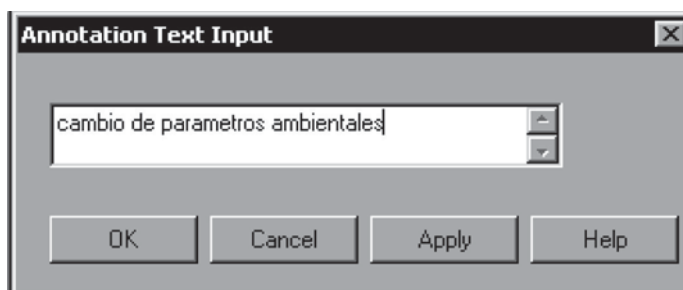 Annotation Text Input
cambio de parametros ambientales
OK Cancel Apply Help